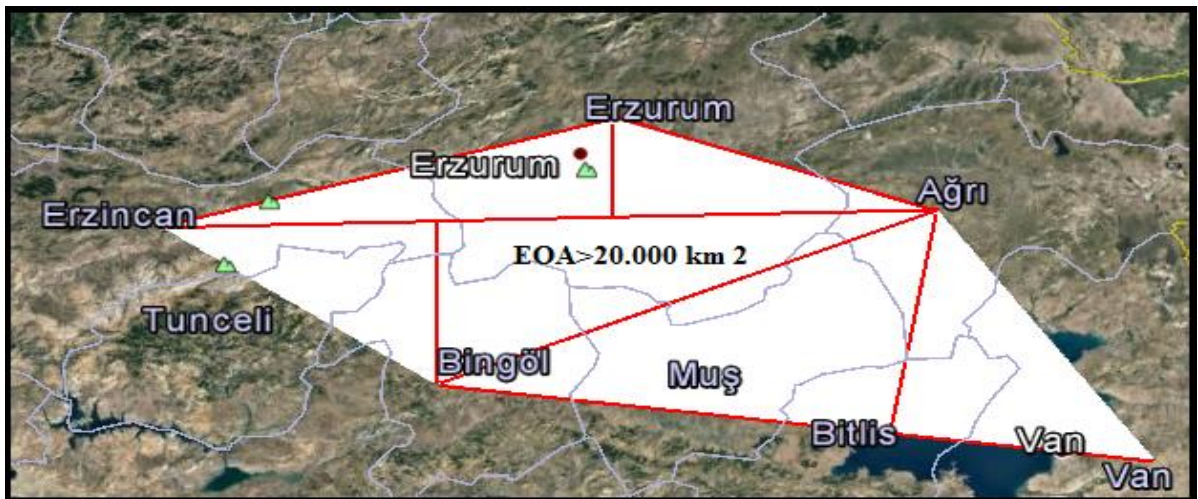 Erzurum
Erzurum
Ağrı
Erzincan
EOA>20.000 km 2
Tunceli
Bingöl
Muş
Bitlis
Van
Van